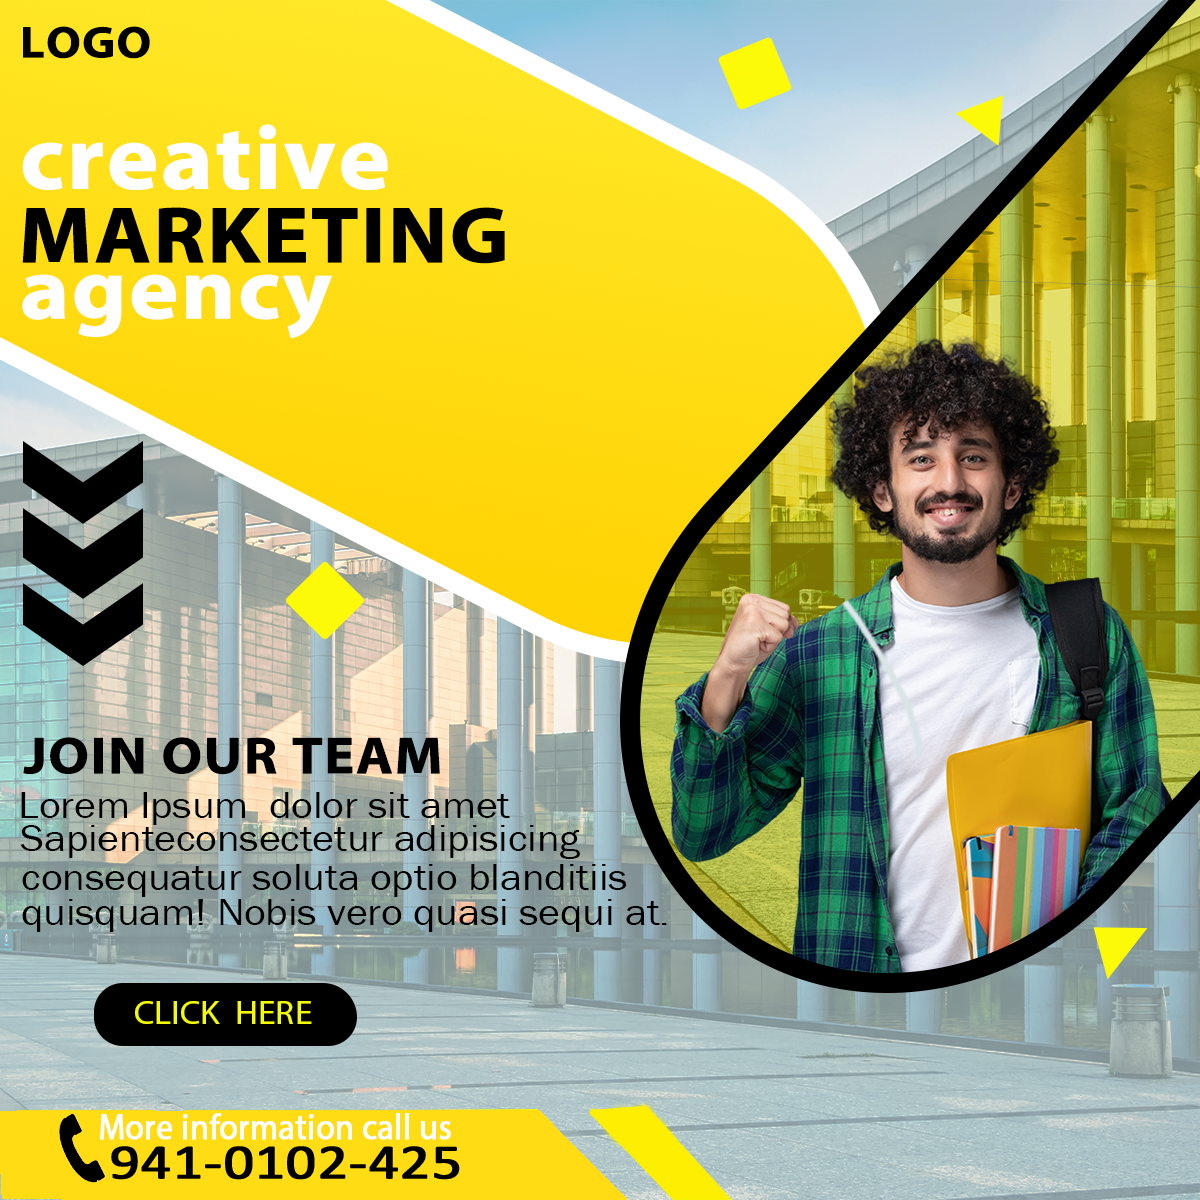 LOGO
creative
MARKETING
agency
JOIN OUR TEAM
Lorem Ipsum  dolor sit amet
Sapienteconsectetur adipisicing
consequatur soluta optio blanditiis
quisquam! Nobis vero quasi sequi at.
CLICK  HERE
More information call us
941-0102-425